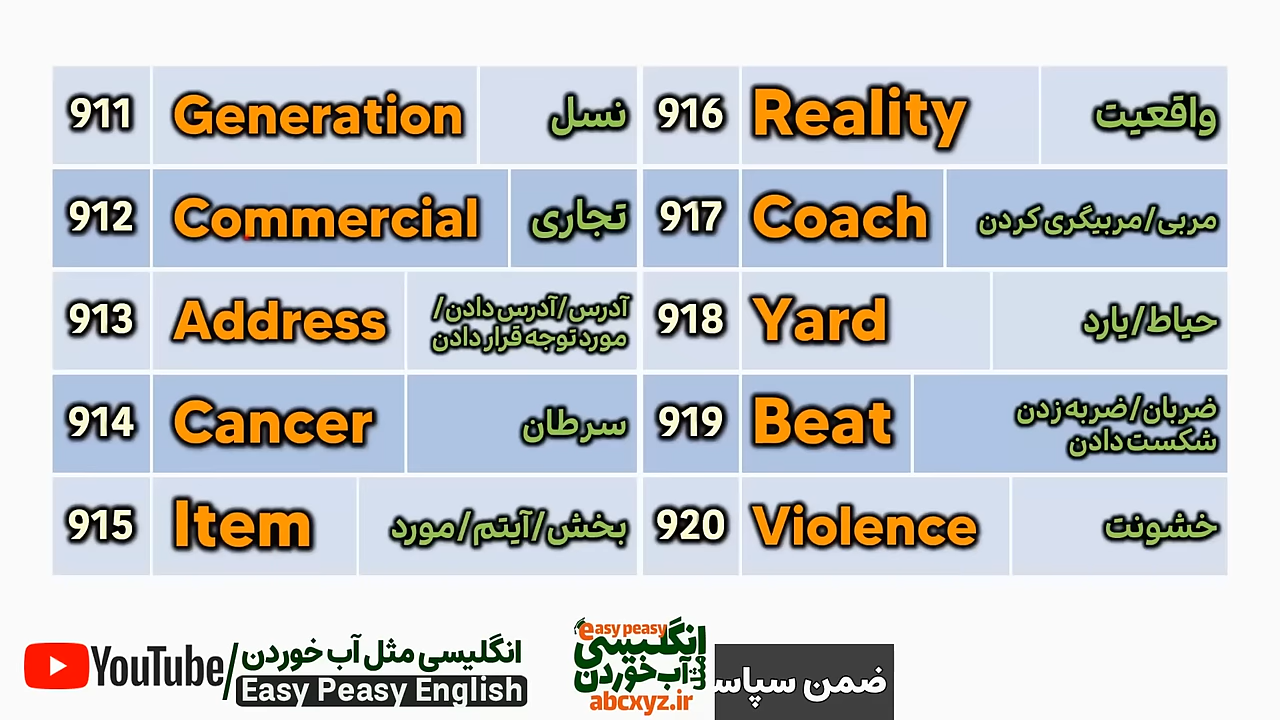 911 Generation نسل
912 Commercial تجاری
913 Address آدرس/آدرس دادن/
مورد توجه قرار دادن
914 Cancer سرطان
915 Item بخش/آیتم/مورد
916 Reality واقعیت
917 Coach مربی/مربیگری کردن
918 Yard حیاط/یارد
919 Beat ضربان/ضربه زدن
شکست دادن
920 Violence خشونت
YouTube/انگلیسی مثل آب خوردن
Easy Peasy English
easy peasy
انگلیسی
مثل آب خوردن
abcxyz.ir
ضمن سپاس